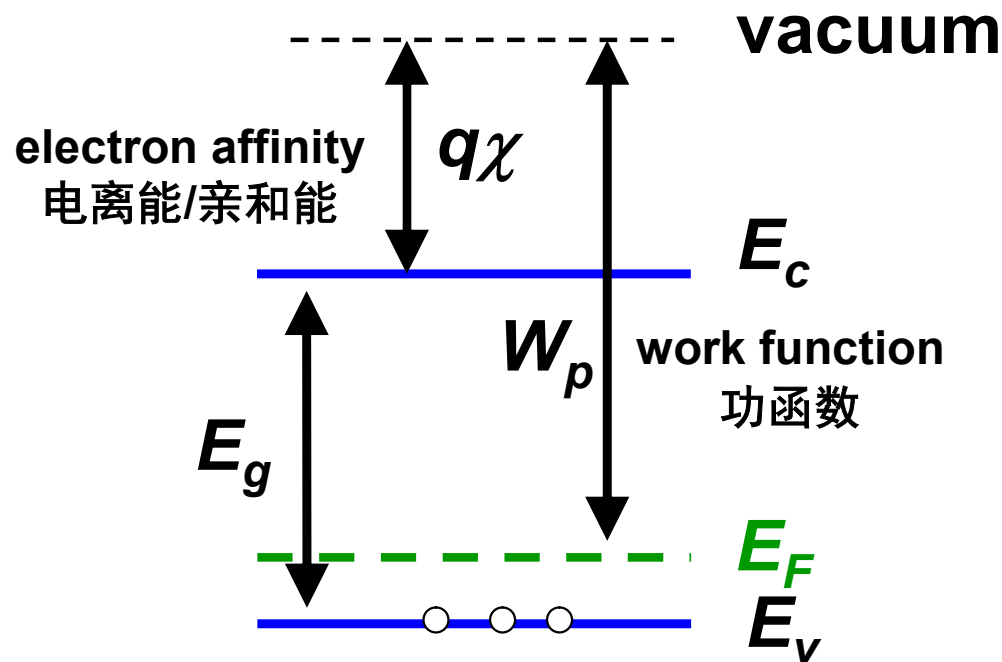 vacuum
electron affinity
电离能/亲和能
qχ
E_c
W_p
work function
功函数
E_g
E_F
E_v